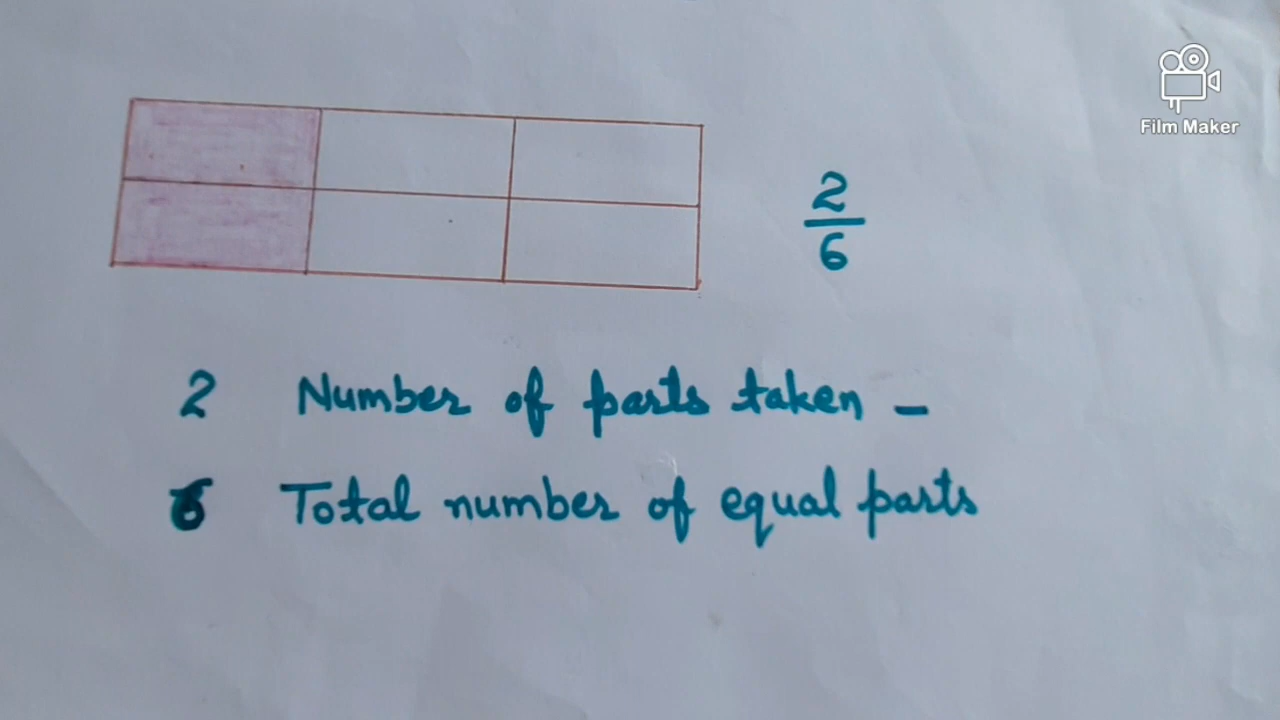 Film Maker
2
6
2 Number of parts taken -
6 Total number of equal parts